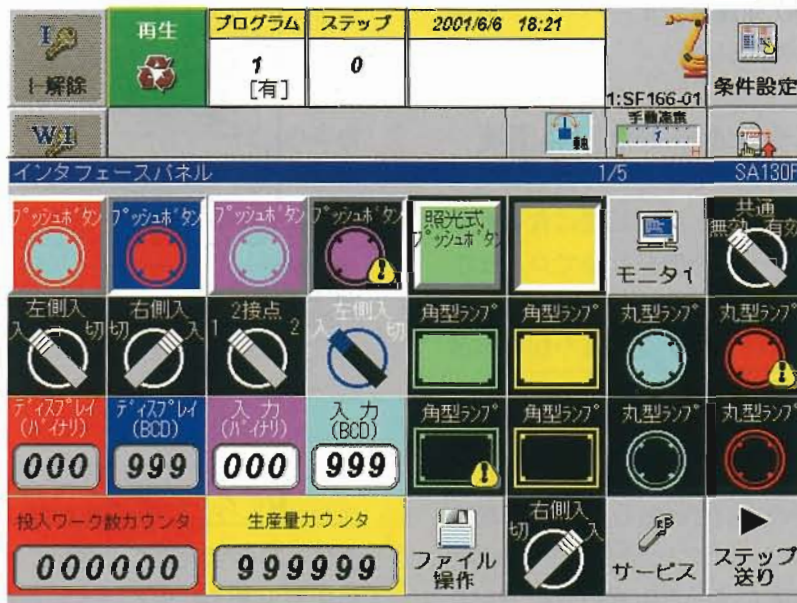 I
I-解除
再生
プログラム
1
[有]
ステップ
0
2001/6/6 18:21
1:SF166-01
条件設定
W.I
軸
手動速度
1
H
インタフェースパネル 1/5 SA130F
プッシュボタン
プッシュボタン
プッシュボタン
プッシュボタン
照光式
プッシュボタン
モニタ1
共通
無効 有効
左側入
入 切
右側入
切 入
2接点
1 2
左側入
入 切
角型ランプ
角型ランプ
丸型ランプ
丸型ランプ
ディスプレイ
(バイナリ)
000
ディスプレイ
(BCD)
999
入力
(バイナリ)
000
入力
(BCD)
999
角型ランプ
角型ランプ
丸型ランプ
丸型ランプ
投入ワーク数カウンタ
000000
生産量カウンタ
999999
ファイル
操作
右側入
切 入
サービス
ステップ
送り